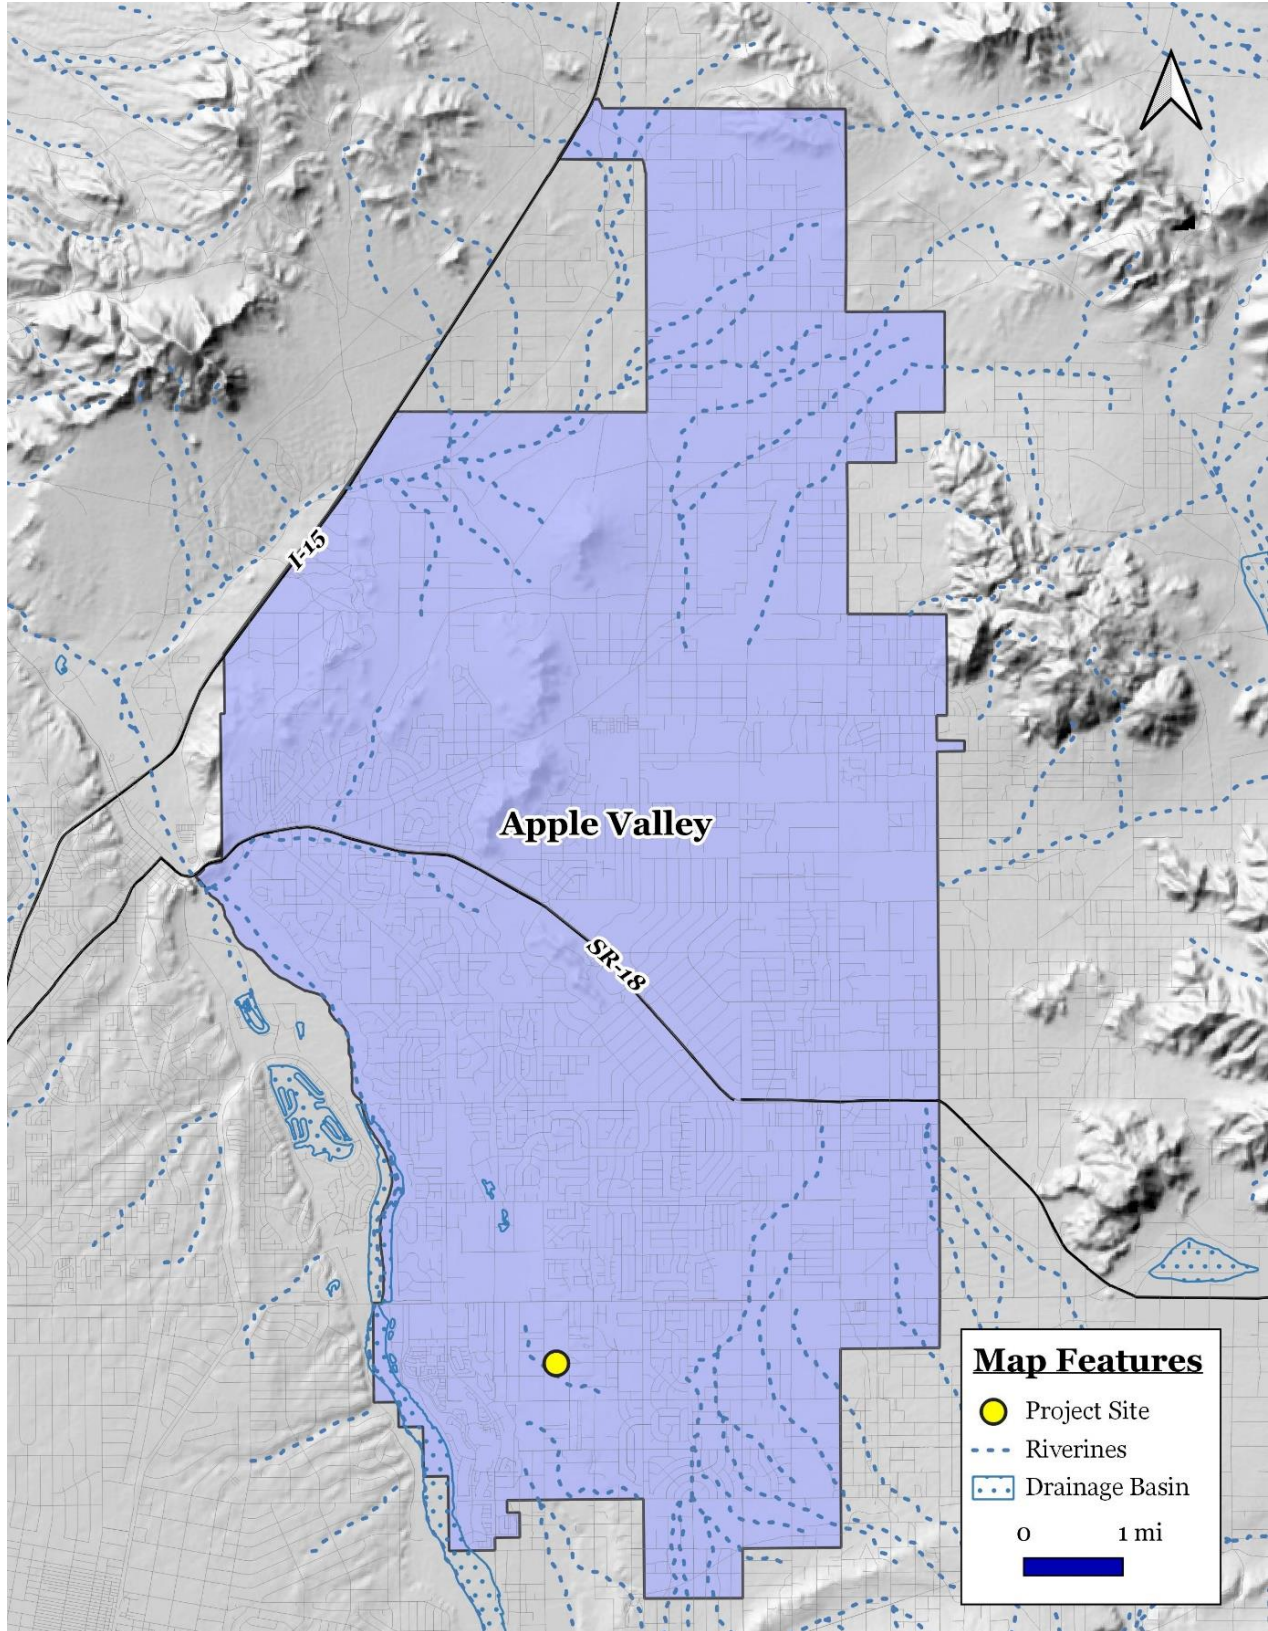 I-15
Apple Valley
SR-18
Map Features
Project Site
Riverines
Drainage Basin
0 1 mi